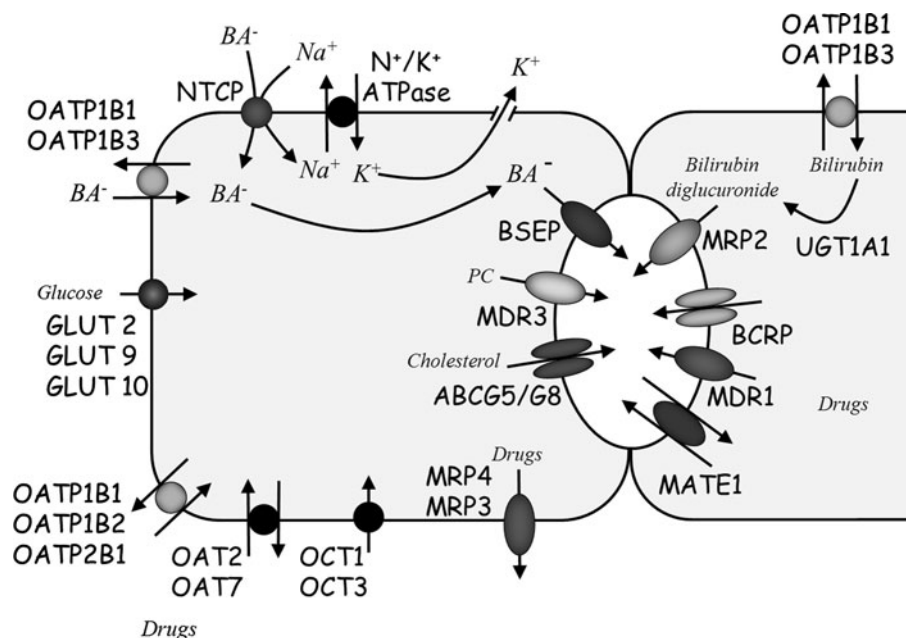 BA⁻
Na⁺
NTCP
N⁺/K⁺
ATPase
K⁺
OATP1B1
OATP1B3
OATP1B1
OATP1B3
BA⁻
BA⁻
Na⁺
K⁺
BA⁻
Bilirubin
diglucuronide
Bilirubin
BSEP
MRP2
UGT1A1
Glucose
GLUT 2
GLUT 9
GLUT 10
PC
MDR3
BCRP
Cholesterol
ABCG5/G8
MDR1
Drugs
MATE1
Drugs
MRP4
MRP3
OATP1B1
OATP1B2
OATP2B1
OAT2
OAT7
OCT1
OCT3
Drugs